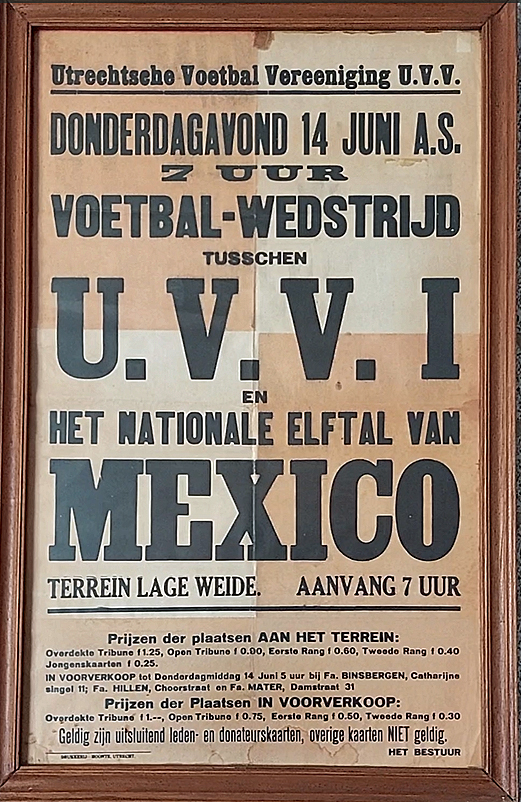 Utrechtsche Voetbal Vereeniging U.V.V.
DONDERDAGAVOND 14 JUNI A.S.
7 UUR
VOETBAL-WEDSTRIJD
TUSSCHEN
U.V.V. I
EN
HET NATIONALE ELFTAL VAN
MEXICO
TERREIN LAGE WEIDE. AANVANG 7 UUR
Prijzen der plaatsen AAN HET TERREIN:
Overdekte Tribune f 1.25, Open Tribune f 0.90, Eerste Rang f 0.60, Tweede Rang f 0.40
Jongenskaarten f 0.25.
IN VOORVERKOOP tot Donderdagmiddag 14 Juni 5 uur bij Fa. BINSBERGEN, Catharijne
singel 11; Fa. HILLEN, Choorstraat en Fa. MATER, Damstraat 31
Prijzen der Plaatsen IN VOORVERKOOP:
Overdekte Tribune f 1.--, Open Tribune f 0.75, Eerste Rang f 0.50, Tweede Rang f 0.30
Geldig zijn uitsluitend leden- en donateurskaarten, overige kaarten NIET geldig.
HET BESTUUR
DRUKKERIJ UTRECHT.